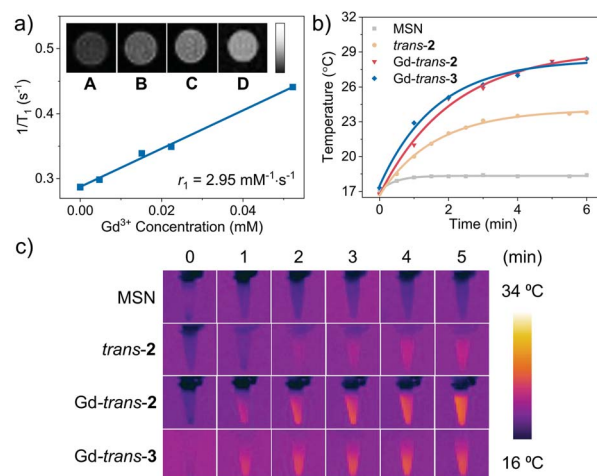 a)
0.5
0.4
0.3
1/T₁ (s⁻¹)
A B C D
r₁ = 2.95 mM⁻¹·s⁻¹
0.00 0.02 0.04
Gd³⁺ Concentration (mM)
b)
32
28
24
20
17
Temperature (°C)
MSN
trans-2
Gd-trans-2
Gd-trans-3
0 2 4 6
Time (min)
c)
0 1 2 3 4 5 (min)
MSN
trans-2
Gd-trans-2
Gd-trans-3
34 ºC
16 ºC